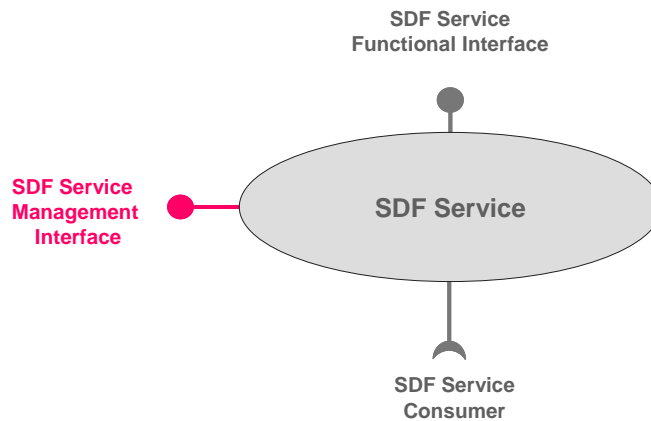 SDF Service
Functional Interface
SDF Service
Management
Interface
SDF Service
SDF Service
Consumer